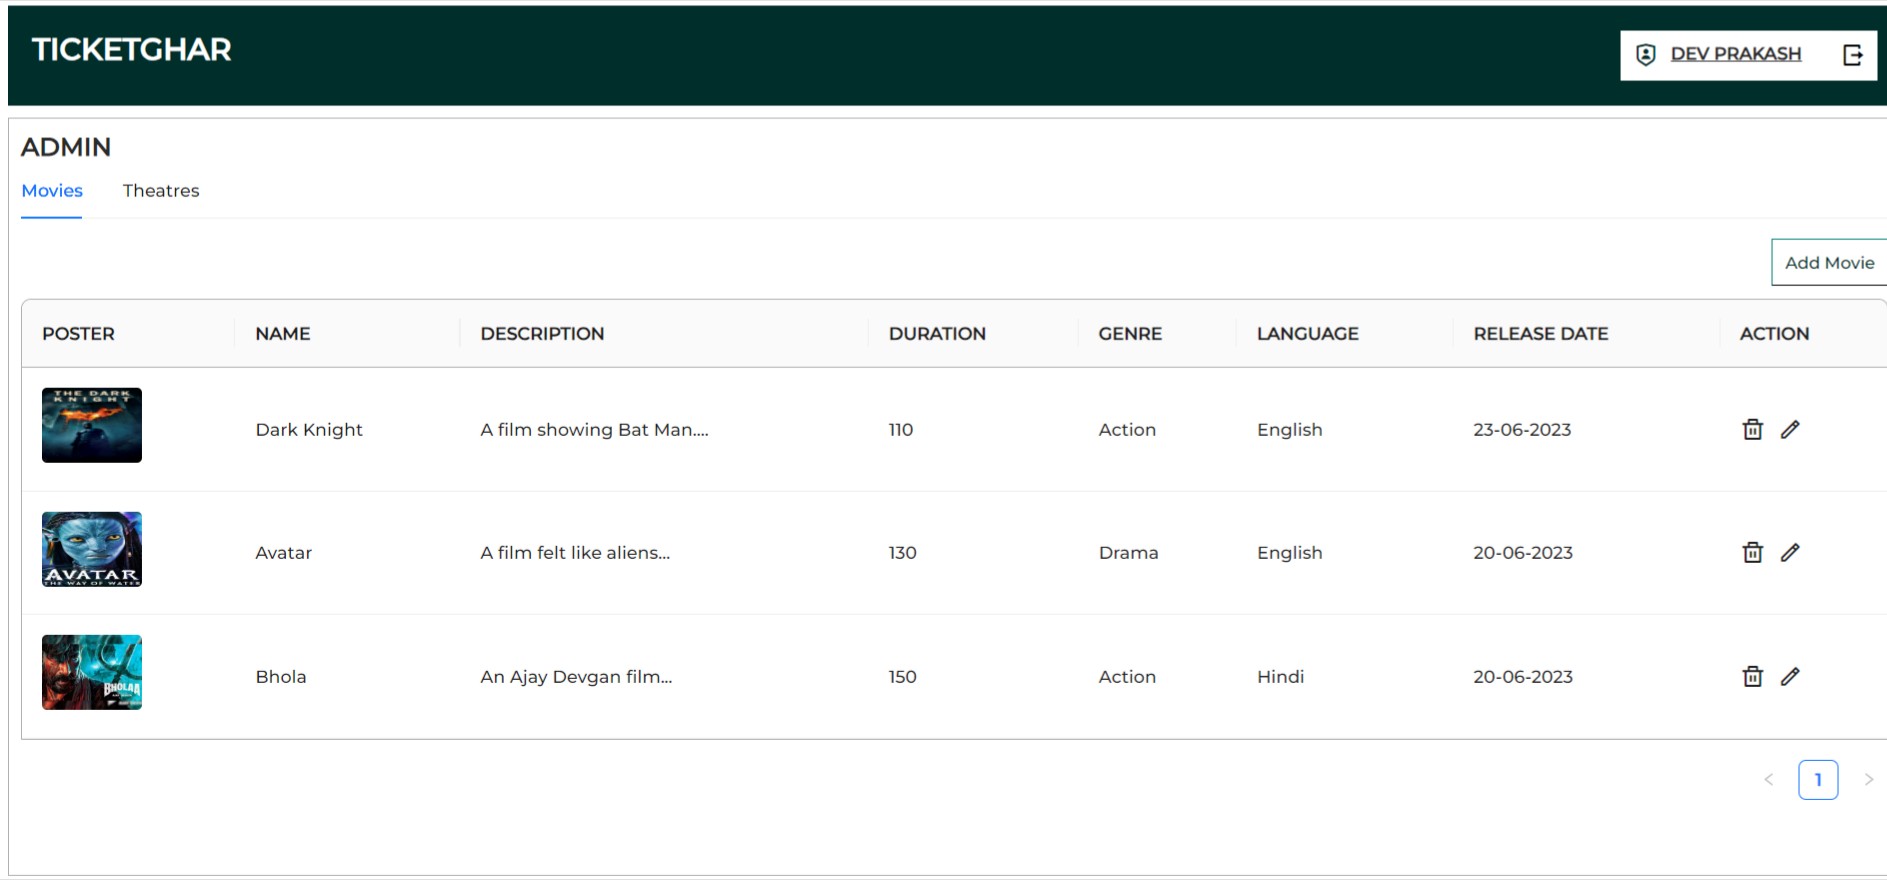 TICKETGHAR
DEV PRAKASH
ADMIN
Movies Theatres
Add Movie
POSTER NAME DESCRIPTION DURATION GENRE LANGUAGE RELEASE DATE ACTION
THE DARK
KNIGHT
Dark Knight A film showing Bat Man.... 110 Action English 23-06-2023
AVATAR
THE WAY OF WATER
Avatar A film felt like aliens... 130 Drama English 20-06-2023
BHOLAA
Bhola An Ajay Devgan film... 150 Action Hindi 20-06-2023
< 1 >